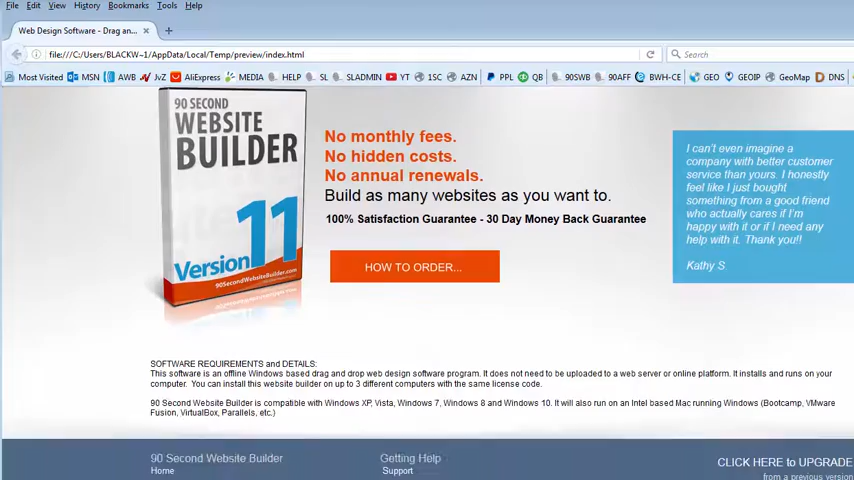 File Edit View History Bookmarks Tools Help
Web Design Software - Drag an...
file:///C:/Users/BLACKW~1/AppData/Local/Temp/preview/index.html
Search
Most Visited MSN AWB JvZ AliExpress MEDIA HELP SL SLADMIN YT 1SC AZN PPL QB 90SWB 90AFF BWH-CE GEO GEOIP GeoMap DNS
90 SECOND
WEBSITE
BUILDER
Version 11
90SecondWebsiteBuilder.com
No monthly fees.
No hidden costs.
No annual renewals.
Build as many websites as you want to.
100% Satisfaction Guarantee - 30 Day Money Back Guarantee
HOW TO ORDER...
I can't even imagine a
company with better customer
service than yours. I honestly
feel like I just bought
something from a good friend
who actually cares if I'm
happy with it or if I need any
help with it. Thank you!!
Kathy S
SOFTWARE REQUIREMENTS and DETAILS:
This software is an offline Windows based drag and drop web design software program. It does not need to be uploaded to a web server or online platform. It installs and runs on your
computer. You can install this website builder on up to 3 different computers with the same license code.
90 Second Website Builder is compatible with Windows XP, Vista, Windows 7, Windows 8 and Windows 10. It will also run on an Intel based Mac running Windows (Bootcamp, VMware
Fusion, VirtualBox, Parallels, etc.)
90 Second Website Builder
Home
Getting Help
Support
CLICK HERE to UPGRADE
from a previous version